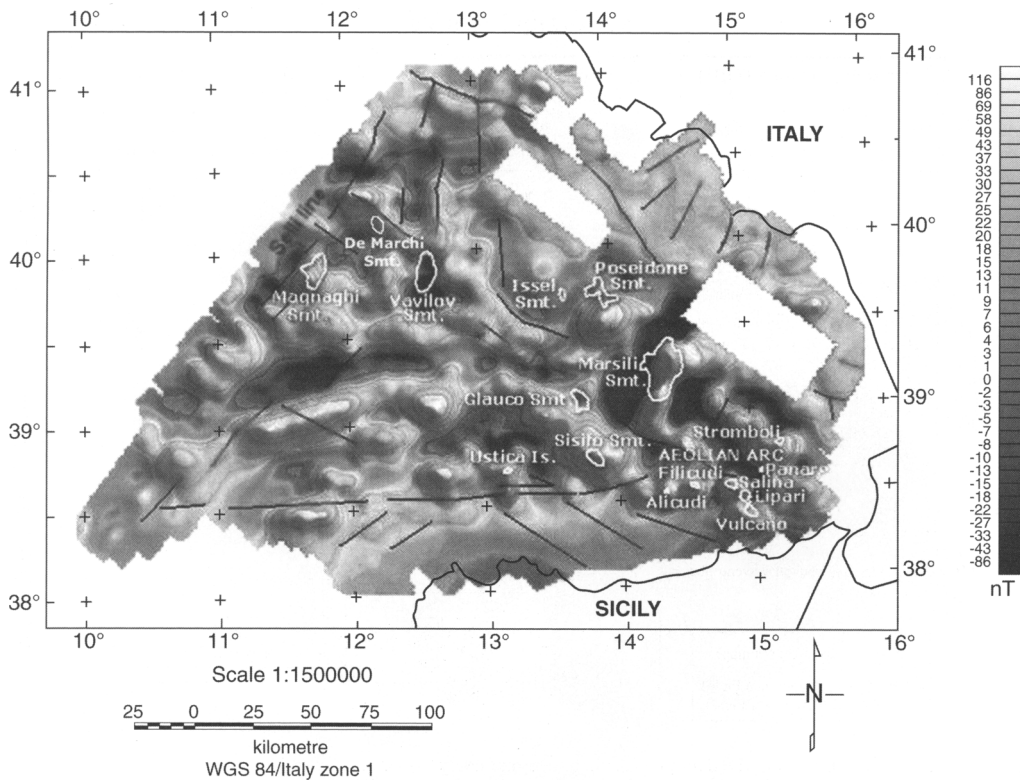 10° 11° 12° 13° 14° 15° 16°
41° 41°
40° 40°
39° 39°
38° 38°
10° 11° 12° 13° 14° 15° 16°
ITALY
Selli line
De Marchi
Smt.
Magnaghi
Smt.
Vavilov
Smt.
Issel
Smt.
Poseidone
Smt.
Marsili
Smt.
Glauco Smt.
Sisifo Smt.
Ustica Is.
Stromboli
AEOLIAN ARC
Filicudi
Panare
Salina
Alicudi
Lipari
Vulcano
SICILY
116
86
69
58
49
43
37
33
30
27
25
22
20
18
15
13
11
9
7
6
4
3
1
0
-2
-3
-5
-7
-8
-10
-13
-15
-18
-22
-27
-33
-43
-86
nT
Scale 1:1500000
25 0 25 50 75 100
kilometre
WGS 84/Italy zone 1
N